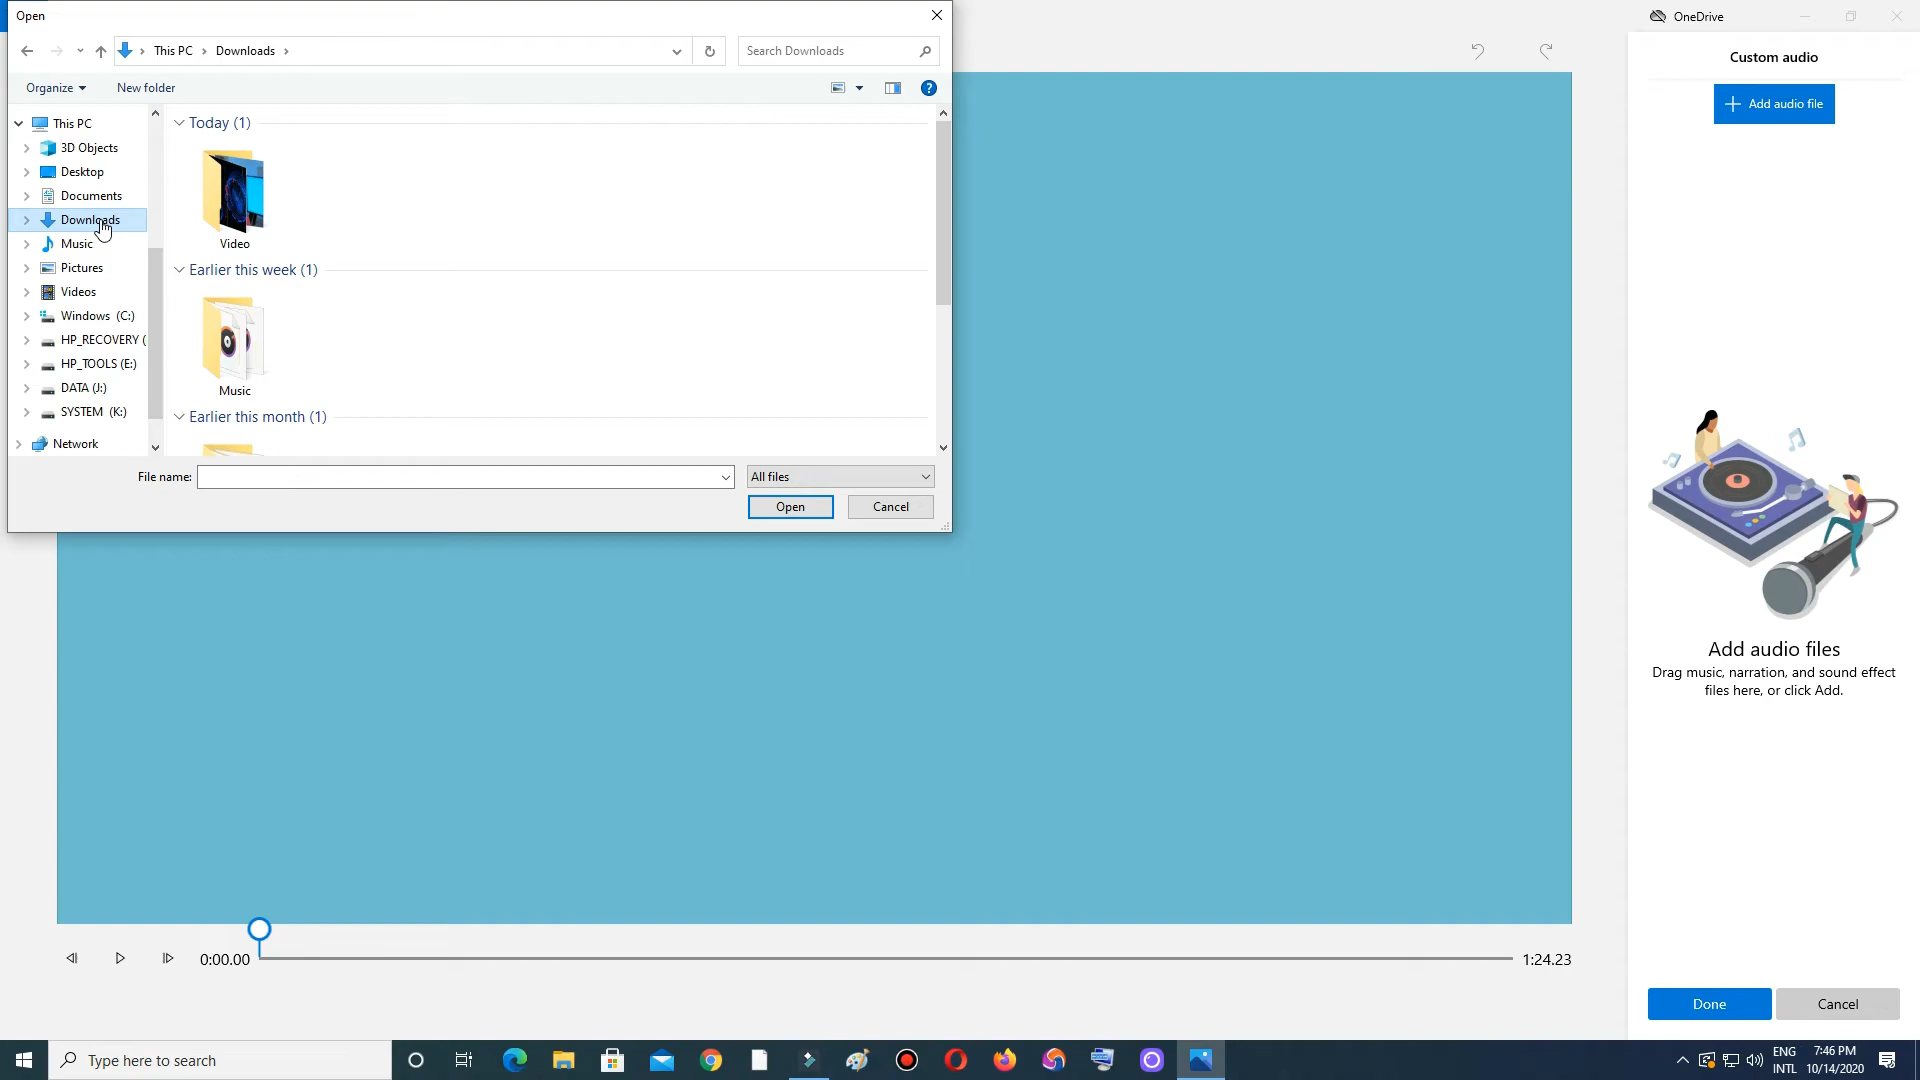 Open
OneDrive
This PC
Downloads
Search Downloads
Custom audio
Organize
New folder
Add audio file
This PC
3D Objects
Desktop
Documents
Downloads
Music
Pictures
Videos
Windows (C:)
HP_RECOVERY (
HP_TOOLS (E:)
DATA (J:)
SYSTEM (K:)
Network
Today (1)
Video
Earlier this week (1)
Music
Earlier this month (1)
File name:
All files
Open
Cancel
Add audio files
Drag music, narration, and sound effect
files here, or click Add.
0:00.00
1:24.23
Done
Cancel
Type here to search
ENG
INTL
7:46 PM
10/14/2020